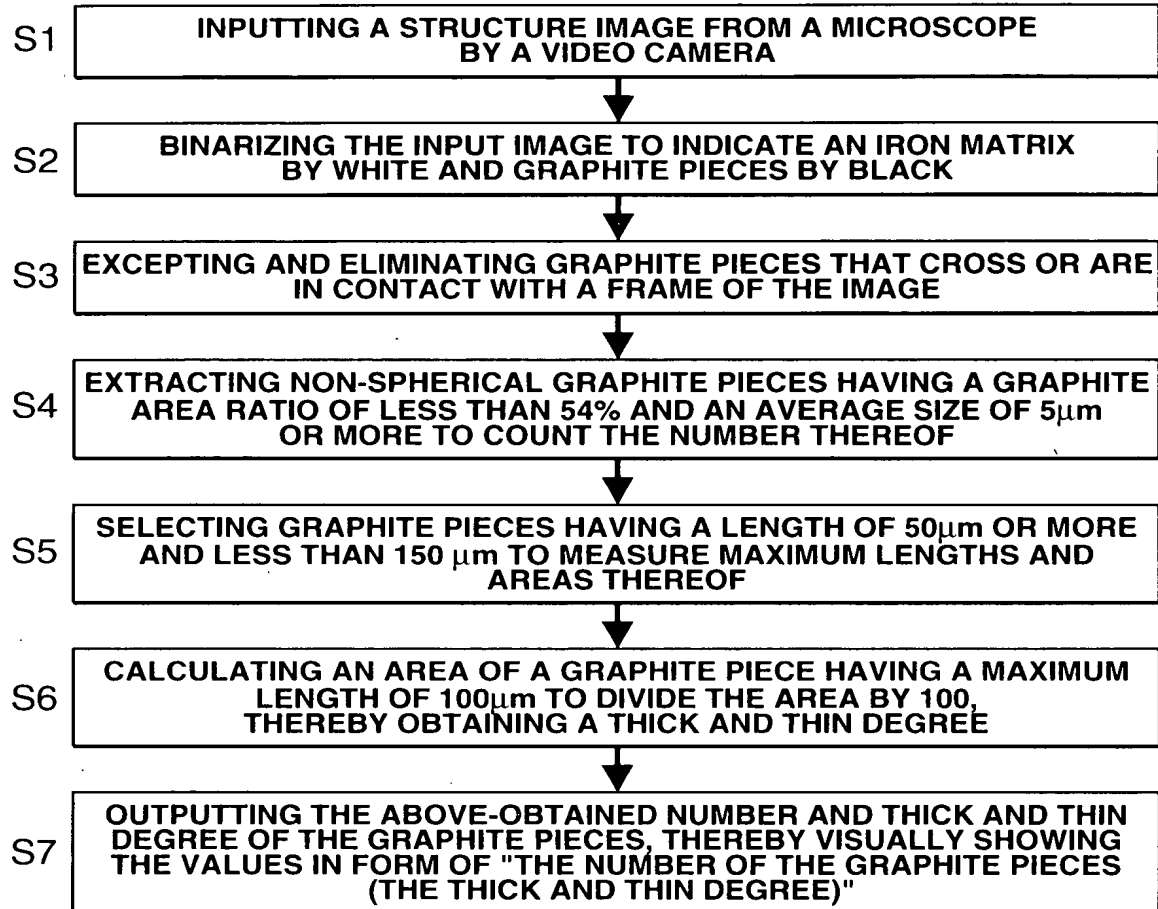 S1
INPUTTING A STRUCTURE IMAGE FROM A MICROSCOPE
BY A VIDEO CAMERA
S2
BINARIZING THE INPUT IMAGE TO INDICATE AN IRON MATRIX
BY WHITE AND GRAPHITE PIECES BY BLACK
S3
EXCEPTING AND ELIMINATING GRAPHITE PIECES THAT CROSS OR ARE
IN CONTACT WITH A FRAME OF THE IMAGE
S4
EXTRACTING NON-SPHERICAL GRAPHITE PIECES HAVING A GRAPHITE
AREA RATIO OF LESS THAN 54% AND AN AVERAGE SIZE OF 5µm
OR MORE TO COUNT THE NUMBER THEREOF
S5
SELECTING GRAPHITE PIECES HAVING A LENGTH OF 50µm OR MORE
AND LESS THAN 150 µm TO MEASURE MAXIMUM LENGTHS AND
AREAS THEREOF
S6
CALCULATING AN AREA OF A GRAPHITE PIECE HAVING A MAXIMUM
LENGTH OF 100µm TO DIVIDE THE AREA BY 100,
THEREBY OBTAINING A THICK AND THIN DEGREE
S7
OUTPUTTING THE ABOVE-OBTAINED NUMBER AND THICK AND THIN
DEGREE OF THE GRAPHITE PIECES, THEREBY VISUALLY SHOWING
THE VALUES IN FORM OF "THE NUMBER OF THE GRAPHITE PIECES
(THE THICK AND THIN DEGREE)"